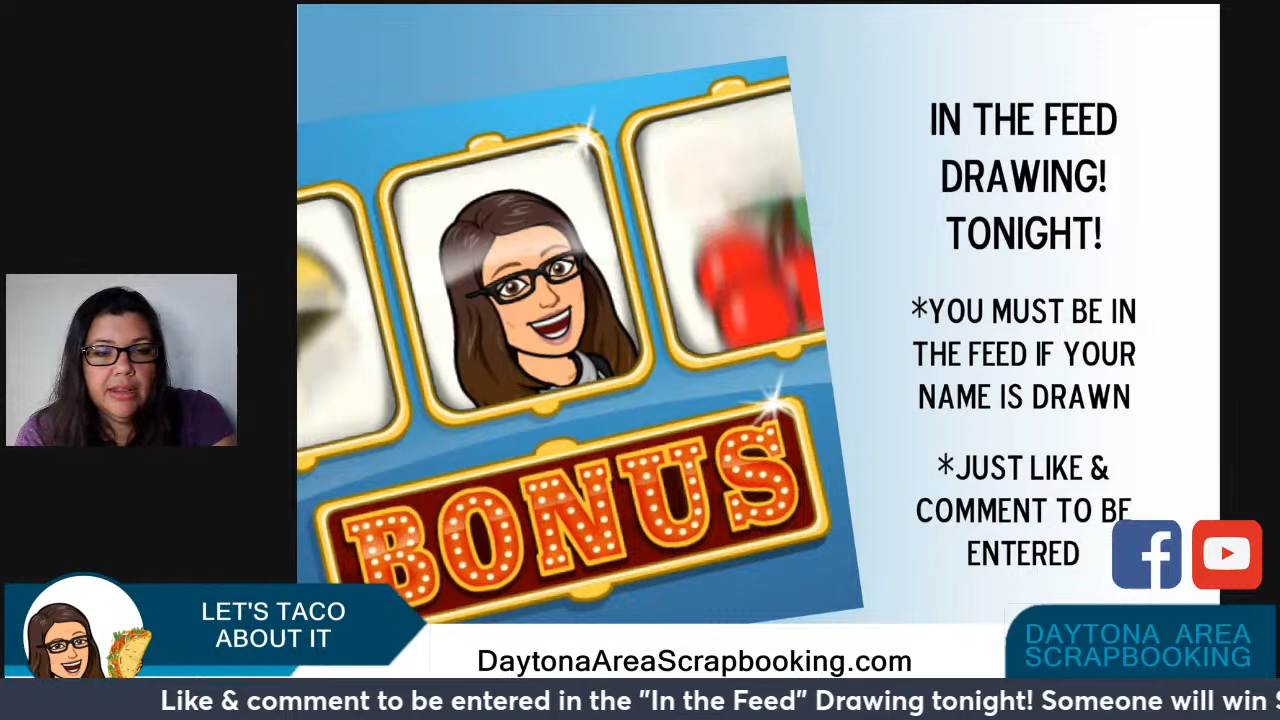 IN THE FEED
DRAWING!
TONIGHT!
*YOU MUST BE IN
THE FEED IF YOUR
NAME IS DRAWN
*JUST LIKE &
COMMENT TO BE
ENTERED
BONUS
LET'S TACO
ABOUT IT
DaytonaAreaScrapbooking.com
DAYTONA AREA
SCRAPBOOKING
Like & comment to be entered in the "In the Feed" Drawing tonight! Someone will win